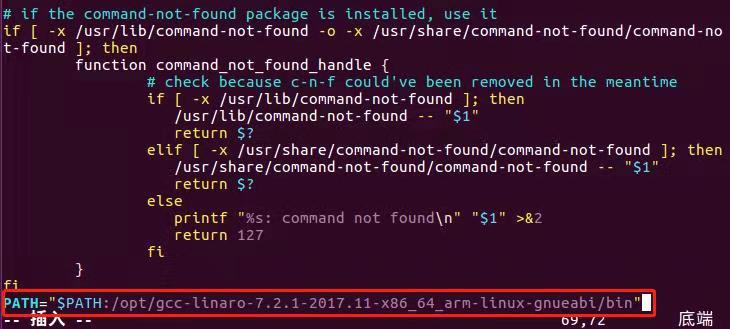 # if the command-not-found package is installed, use it
if [ -x /usr/lib/command-not-found -o -x /usr/share/command-not-found/command-no
t-found ]; then
        function command_not_found_handle {
                # check because c-n-f could've been removed in the meantime
                if [ -x /usr/lib/command-not-found ]; then
                   /usr/lib/command-not-found -- "$1"
                   return $?
                elif [ -x /usr/share/command-not-found/command-not-found ]; then
                   /usr/share/command-not-found/command-not-found -- "$1"
                   return $?
                else
                   printf "%s: command not found\n" "$1" >&2
                   return 127
                fi
        }
fi
PATH="$PATH:/opt/gcc-linaro-7.2.1-2017.11-x86_64_arm-linux-gnueabi/bin"
-- 插入 -- 69,72 底端